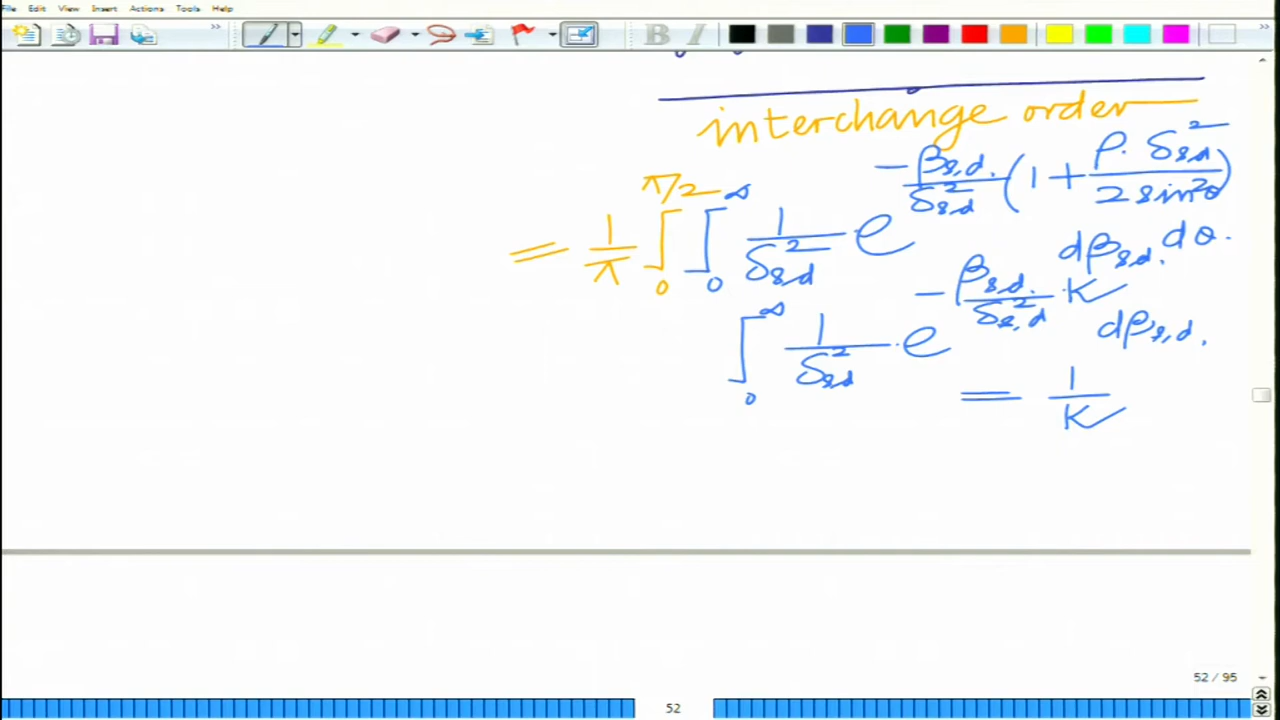 File Edit View Insert Actions Tools Help
interchange order
= 1/π ∫₀^{π/2} ∫₀^∞ 1/δ²_{s,d} e^{-β_{s,d}/δ²_{s,d} (1 + ρ·δ²_{s,d}/2 sin²θ)} dβ_{s,d} dθ.
∫₀^∞ 1/δ²_{s,d} · e^{-β_{s,d}/δ²_{s,d} · K} dβ_{s,d}.
= 1/K
52 / 95
52